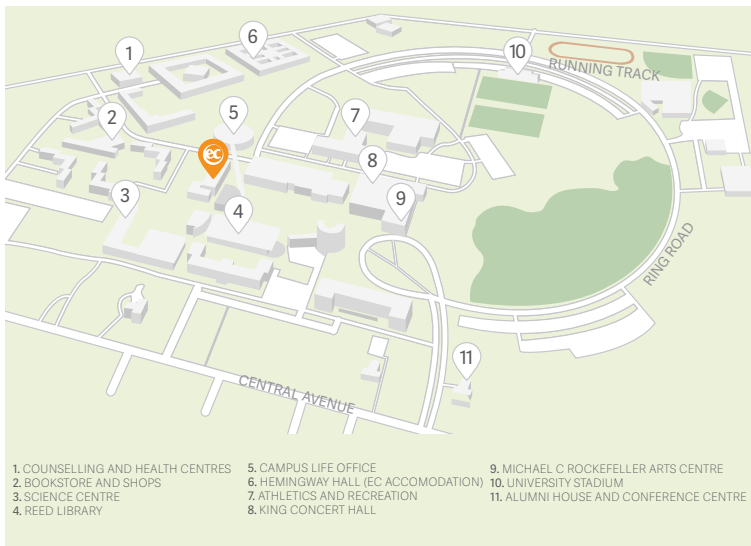 1
6
10
RUNNING TRACK
5
7
2
ec
8
3
9
4
RING ROAD
11
CENTRAL AVENUE
1. COUNSELLING AND HEALTH CENTRES
2. BOOKSTORE AND SHOPS
3. SCIENCE CENTRE
4. REED LIBRARY
5. CAMPUS LIFE OFFICE
6. HEMINGWAY HALL (EC ACCOMODATION)
7. ATHLETICS AND RECREATION
8. KING CONCERT HALL
9. MICHAEL C ROCKEFELLER ARTS CENTRE
10. UNIVERSITY STADIUM
11. ALUMNI HOUSE AND CONFERENCE CENTRE